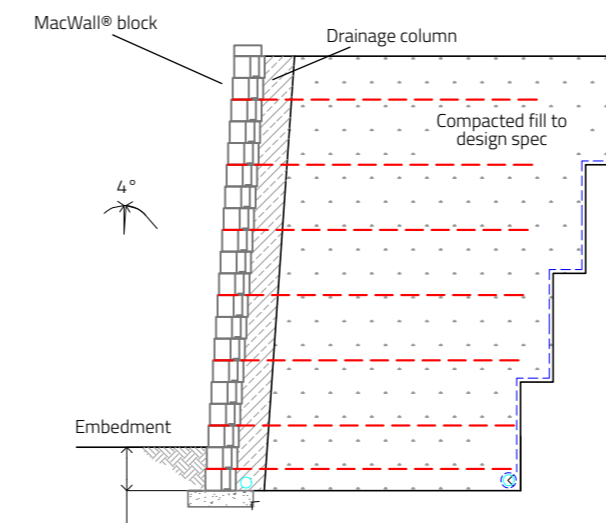 MacWall® block
Drainage column
Compacted fill to
design spec
4°
Embedment